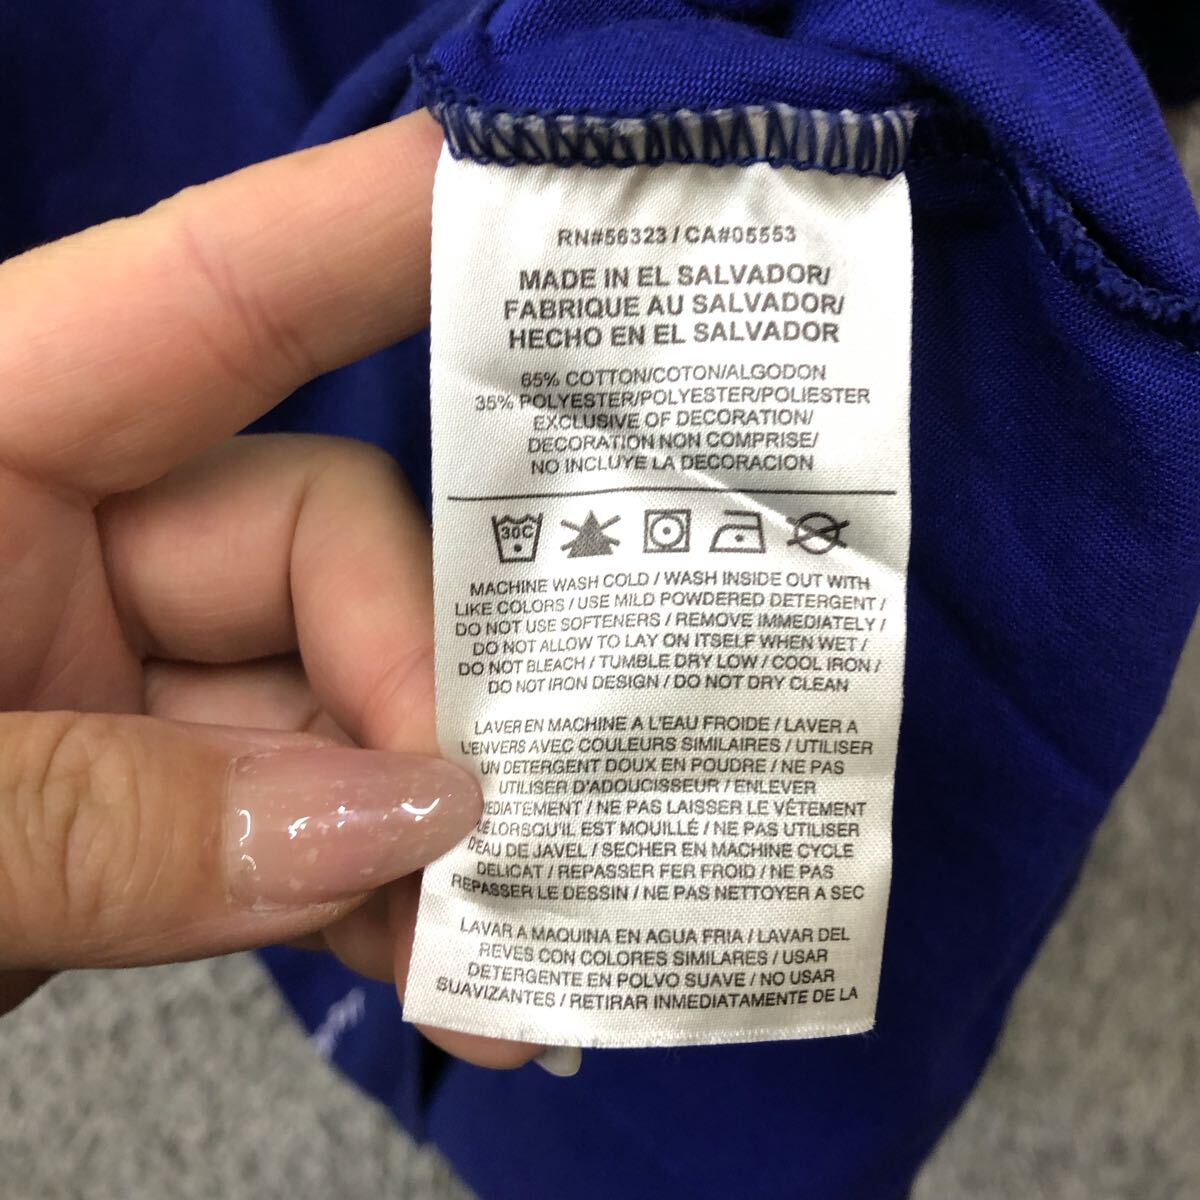 RN#56323 / CA#05553
MADE IN EL SALVADOR/
FABRIQUE AU SALVADOR/
HECHO EN EL SALVADOR
65% COTTON/COTON/ALGODON
35% POLYESTER/POLYESTER/POLIESTER
EXCLUSIVE OF DECORATION/
DECORATION NON COMPRISE/
NO INCLUYE LA DECORACION
30C
MACHINE WASH COLD / WASH INSIDE OUT WITH
LIKE COLORS / USE MILD POWDERED DETERGENT /
DO NOT USE SOFTENERS / REMOVE IMMEDIATELY /
DO NOT ALLOW TO LAY ON ITSELF WHEN WET /
DO NOT BLEACH / TUMBLE DRY LOW / COOL IRON /
DO NOT IRON DESIGN / DO NOT DRY CLEAN
LAVER EN MACHINE A L'EAU FROIDE / LAVER A
L'ENVERS AVEC COULEURS SIMILAIRES / UTILISER
UN DETERGENT DOUX EN POUDRE / NE PAS
UTILISER D'ADOUCISSEUR / ENLEVER
EDIATEMENT / NE PAS LAISSER LE VÊTEMENT
LORSQU'IL EST MOUILLÉ / NE PAS UTILISER
D'EAU DE JAVEL / SECHER EN MACHINE CYCLE
DELICAT / REPASSER FER FROID / NE PAS
REPASSER LE DESSIN / NE PAS NETTOYER A SEC
LAVAR A MAQUINA EN AGUA FRIA / LAVAR DEL
REVES CON COLORES SIMILARES / USAR
DETERGENTE EN POLVO SUAVE / NO USAR
SUAVIZANTES / RETIRAR INMEDIATAMENTE DE LA